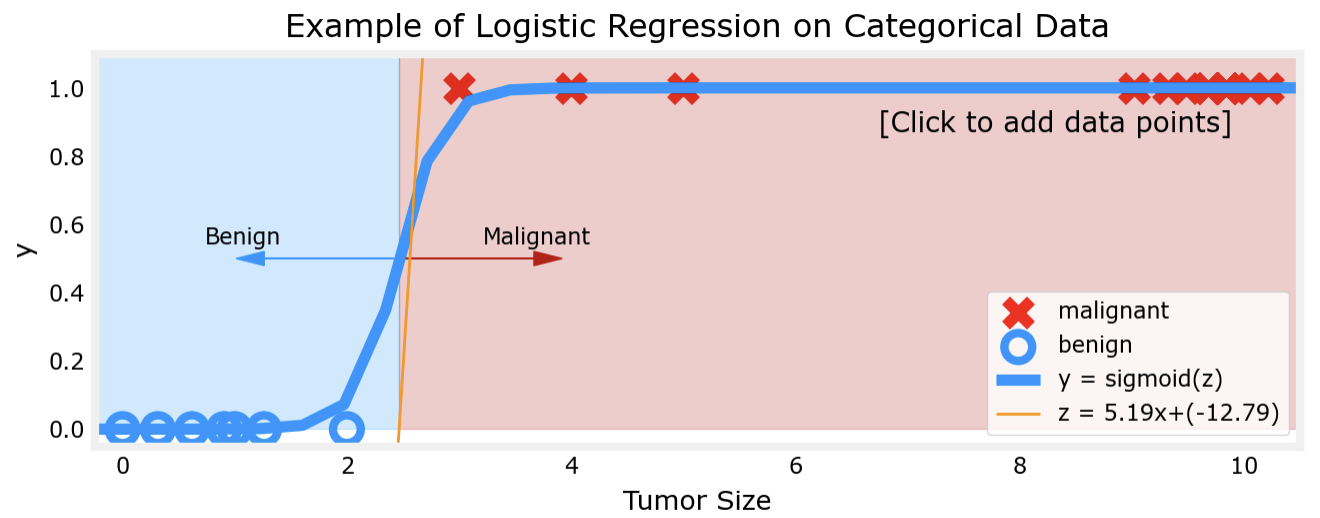 Example of Logistic Regression on Categorical Data
1.0
[Click to add data points]
0.8
0.6
Benign
Malignant
y
0.4
malignant
benign
0.2
y = sigmoid(z)
z = 5.19x+(-12.79)
0.0
0 2 4 6 8 10
Tumor Size